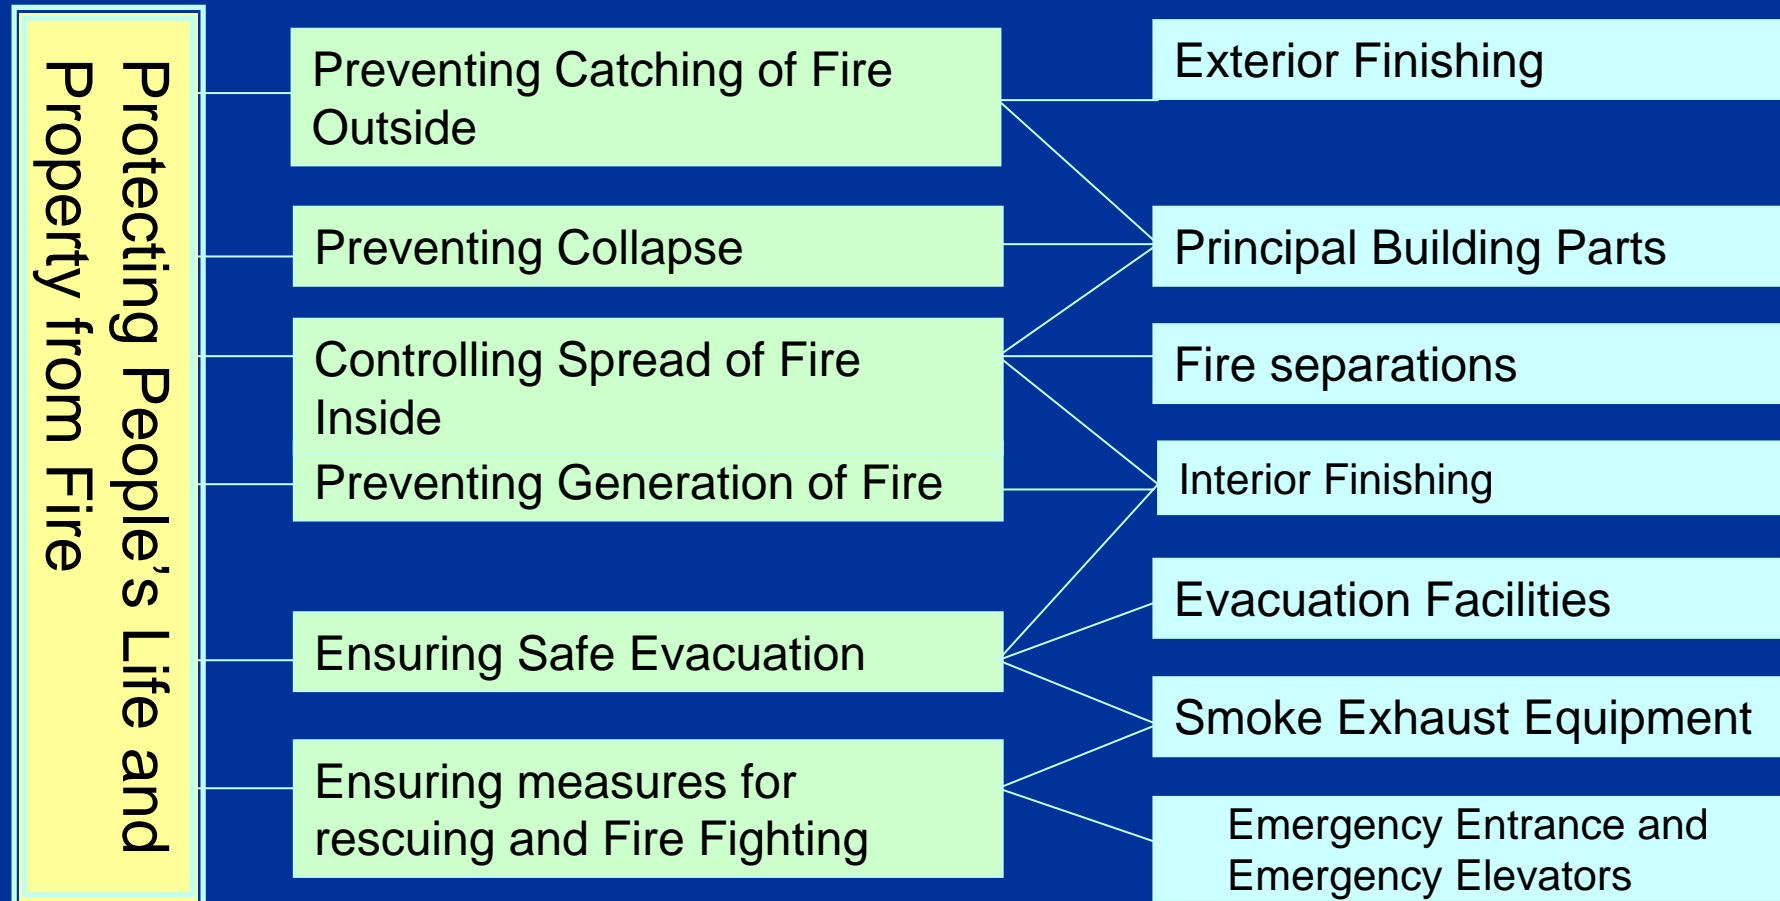 Protecting People’s Life and
Property from Fire
Preventing Catching of Fire
Outside
Preventing Collapse
Controlling Spread of Fire
Inside
Preventing Generation of Fire
Ensuring Safe Evacuation
Ensuring measures for
rescuing and Fire Fighting
Exterior Finishing
Principal Building Parts
Fire separations
Interior Finishing
Evacuation Facilities
Smoke Exhaust Equipment
Emergency Entrance and
Emergency Elevators